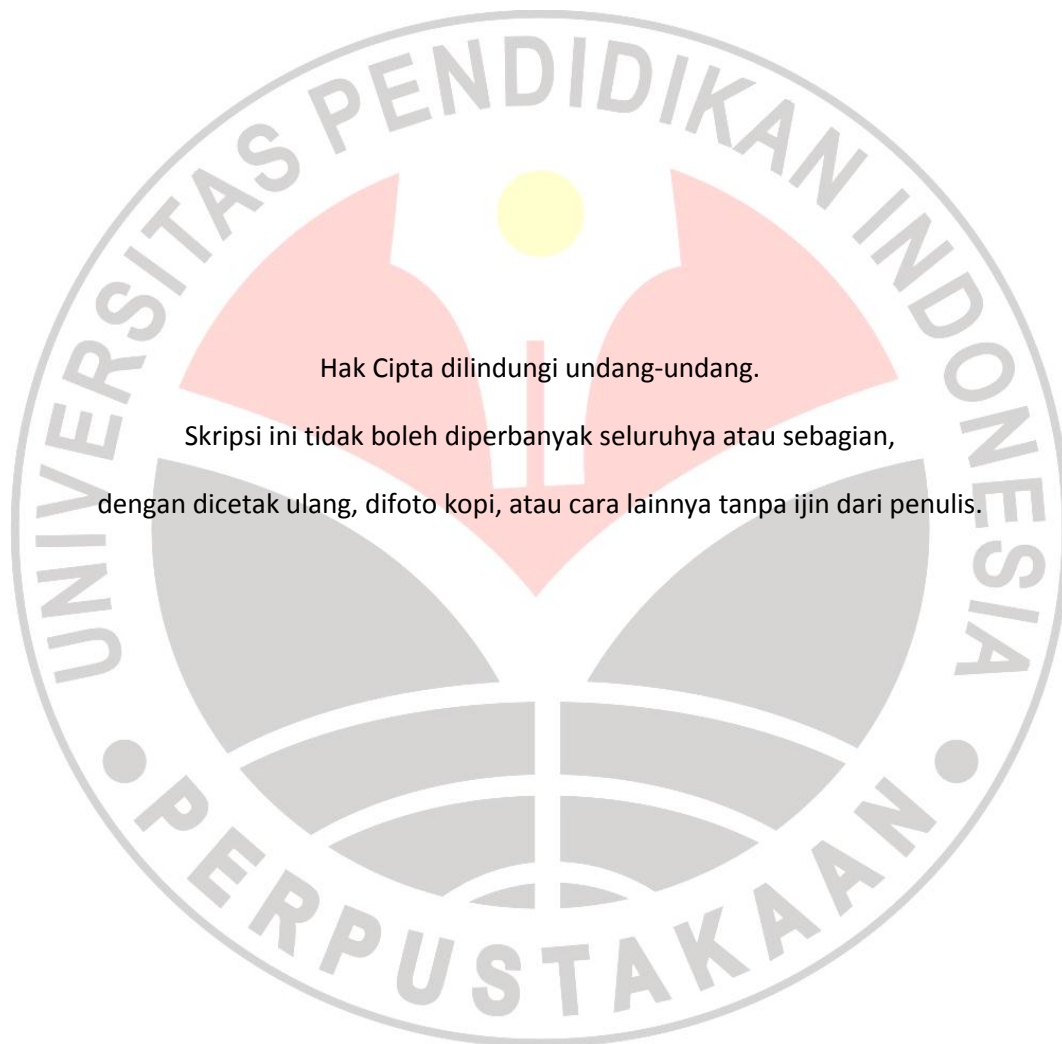 UNIVERSITAS PENDIDIKAN INDONESIA
Hak Cipta dilindungi undang-undang.
Skripsi ini tidak boleh diperbanyak seluruhya atau sebagian,
dengan dicetak ulang, difoto kopi, atau cara lainnya tanpa ijin dari penulis.
PERPUSTAKAAN